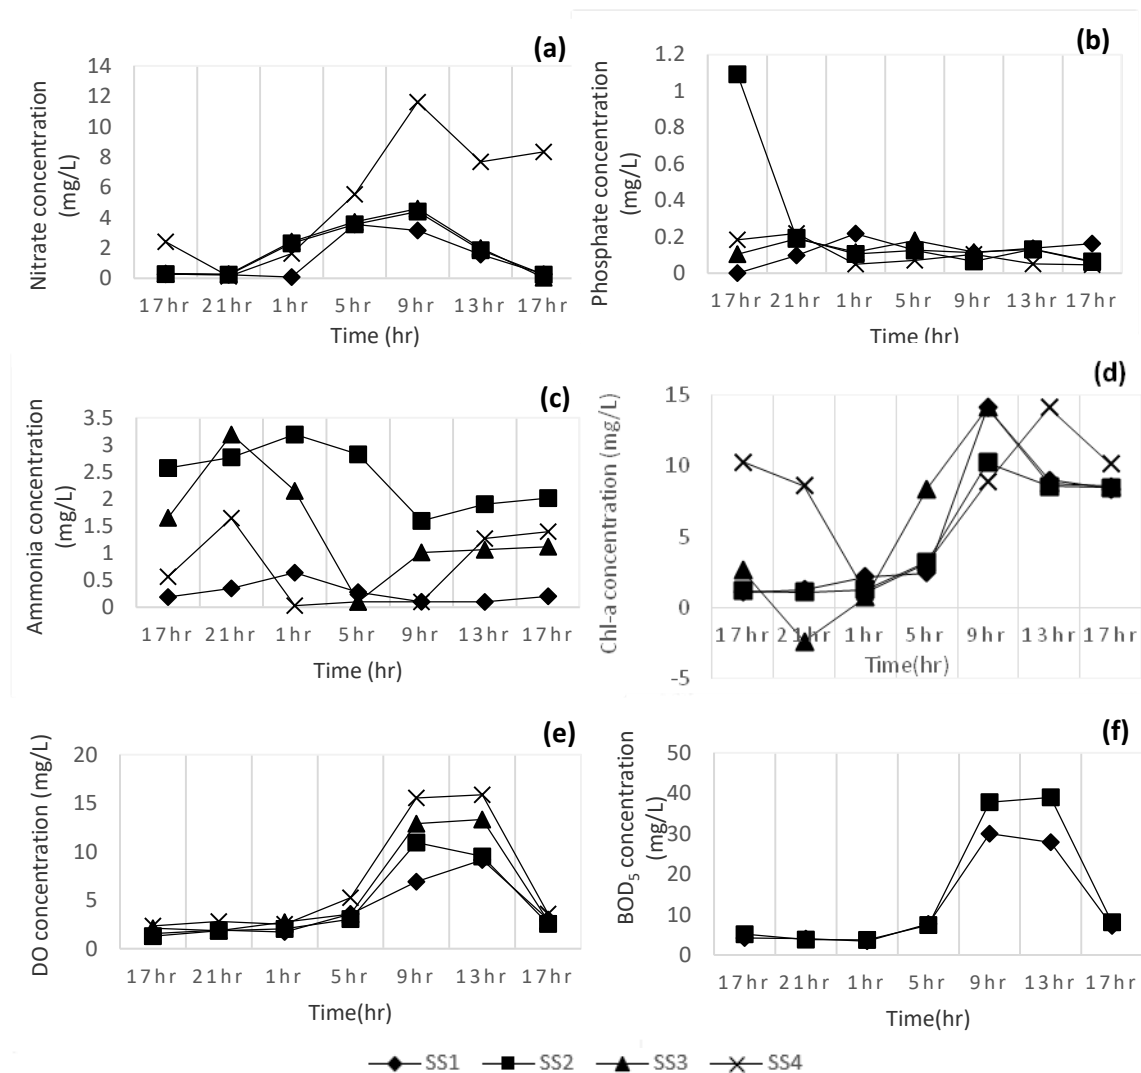 (a)
Nitrate concentration
(mg/L)
14
12
10
8
6
4
2
0
17hr 21hr 1hr 5hr 9hr 13hr 17hr
Time (hr)
(b)
Phosphate concentration
(mg/L)
1.2
1
0.8
0.6
0.4
0.2
0
17hr 21hr 1hr 5hr 9hr 13hr 17hr
Time (hr)
(c)
Ammonia concentration
(mg/L)
3.5
3
2.5
2
1.5
1
0.5
0
17hr 21hr 1hr 5hr 9hr 13hr 17hr
Time (hr)
(d)
Chl-a concentration (mg/L)
15
10
5
0
-5
17hr 21hr 1hr 5hr 9hr 13hr 17hr
Time(hr)
(e)
DO concentration (mg/L)
20
15
10
5
0
17hr 21hr 1hr 5hr 9hr 13hr 17hr
Time(hr)
(f)
BOD₅ concentration
(mg/L)
50
40
30
20
10
0
17hr 21hr 1hr 5hr 9hr 13hr 17hr
Time(hr)
SS1 SS2 SS3 SS4